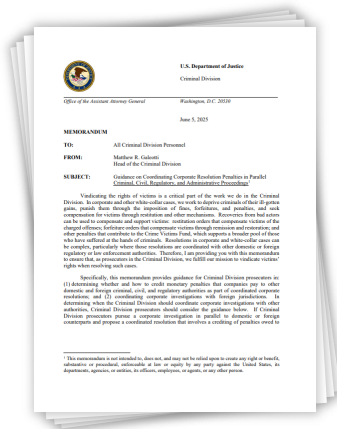 U.S. Department of Justice
Criminal Division
Office of the Assistant Attorney General
Washington, D.C. 20530
June 5, 2025
MEMORANDUM
TO: All Criminal Division Personnel
FROM: Matthew R. Galeotti
Head of the Criminal Division
SUBJECT: Guidance on Coordinating Corporate Resolution Penalties in Parallel
Criminal, Civil, Regulatory, and Administrative Proceedings¹
Vindicating the rights of victims is a critical part of the work we do in the Criminal
Division. In corporate and other white-collar cases, we work to deprive criminals of their ill-gotten
gains, punish them through the imposition of fines, forfeitures, and penalties, and seek
compensation for victims through restitution and other mechanisms. Recoveries from bad actors
can be used to compensate and support victims: forfeiture orders that compensate victims of the
charged offenses; forfeiture orders that compensate victims through remission and restoration; and
other penalties that contribute to the Crime Victims Fund, which supports a broader pool of those
who have suffered at the hands of criminals. Resolutions in corporate and white-collar cases can
be complex, particularly where those resolutions are coordinated with other domestic or foreign
regulatory or law enforcement authorities. Therefore, I am providing you with this memorandum
to ensure that, as prosecutors in the Criminal Division, we fulfill our mission to vindicate victims'
rights when resolving such cases.
Specifically, this memorandum provides guidance for Criminal Division prosecutors in:
(1) determining whether and how to credit monetary penalties that companies pay to other
domestic and foreign criminal, civil, and regulatory authorities as part of coordinated corporate
resolutions; and (2) coordinating corporate investigations with foreign jurisdictions. In
determining when the Criminal Division should coordinate corporate resolutions with other
authorities, Criminal Division prosecutors should consider the guidance below. If Criminal
Division prosecutors pursue a corporate investigation in parallel to domestic or foreign
counterparts and propose a coordinated resolution that involves a crediting of penalties owed to
¹ This memorandum is not intended to, does not, and may not be relied upon to create any right or benefit,
substantive or procedural, enforceable at law or equity by any party against the United States, its
departments, agencies, or entities, its officers, employees, or agents, or any other person.